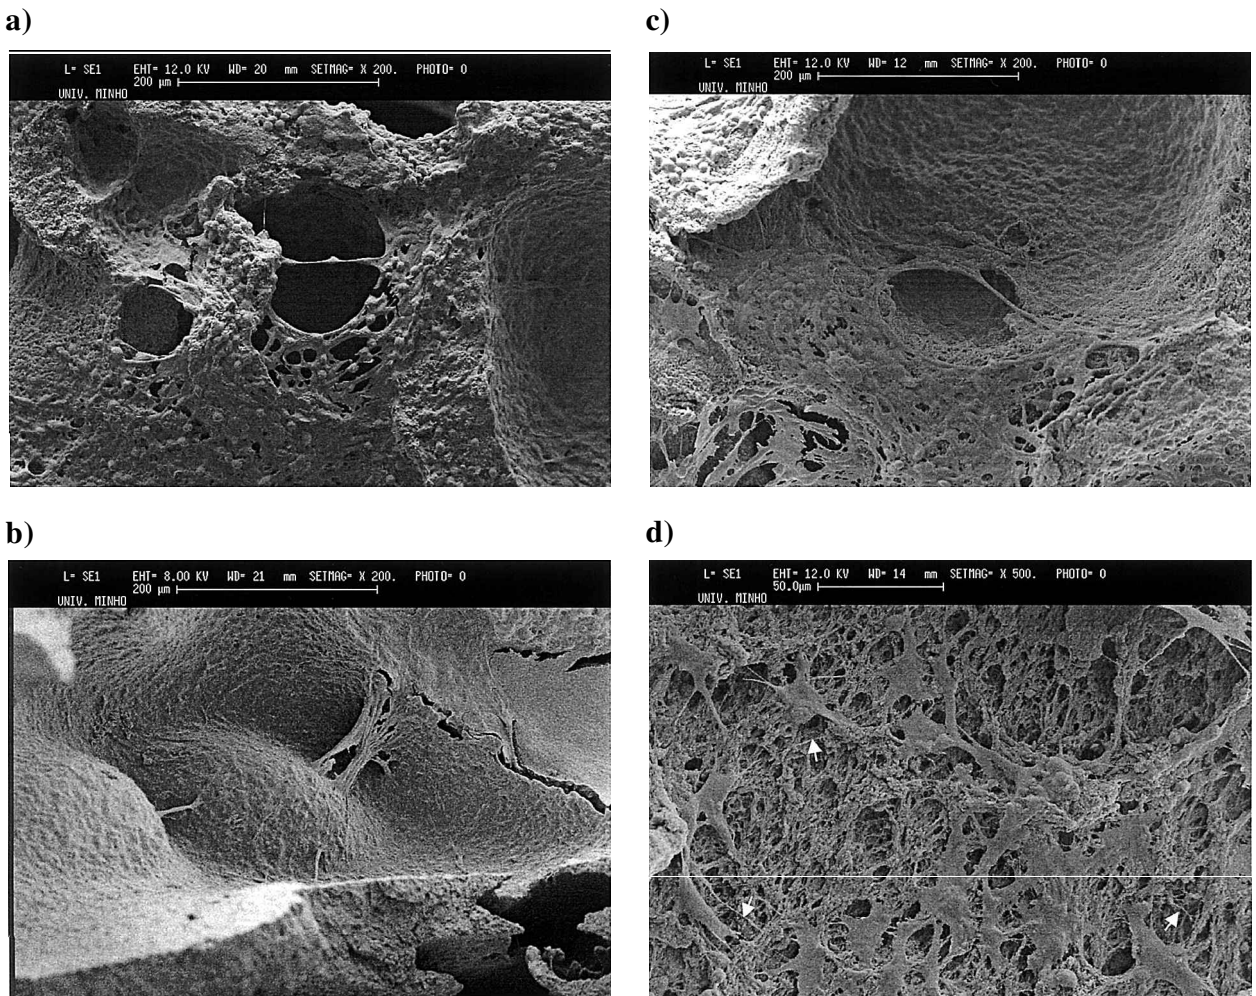 a)
L= SE1 EHT= 12.0 KV WD= 20 mm SETMAG= X 200. PHOTO= 0
200 µm
UNIV. MINHO
c)
L= SE1 EHT= 12.0 KV WD= 12 mm SETMAG= X 200. PHOTO= 0
200 µm
UNIV. MINHO
b)
L= SE1 EHT= 8.00 KV WD= 21 mm SETMAG= X 200. PHOTO= 0
200 µm
UNIV. MINHO
d)
L= SE1 EHT= 12.0 KV WD= 14 mm SETMAG= X 500. PHOTO= 0
50.0µm
UNIV. MINHO